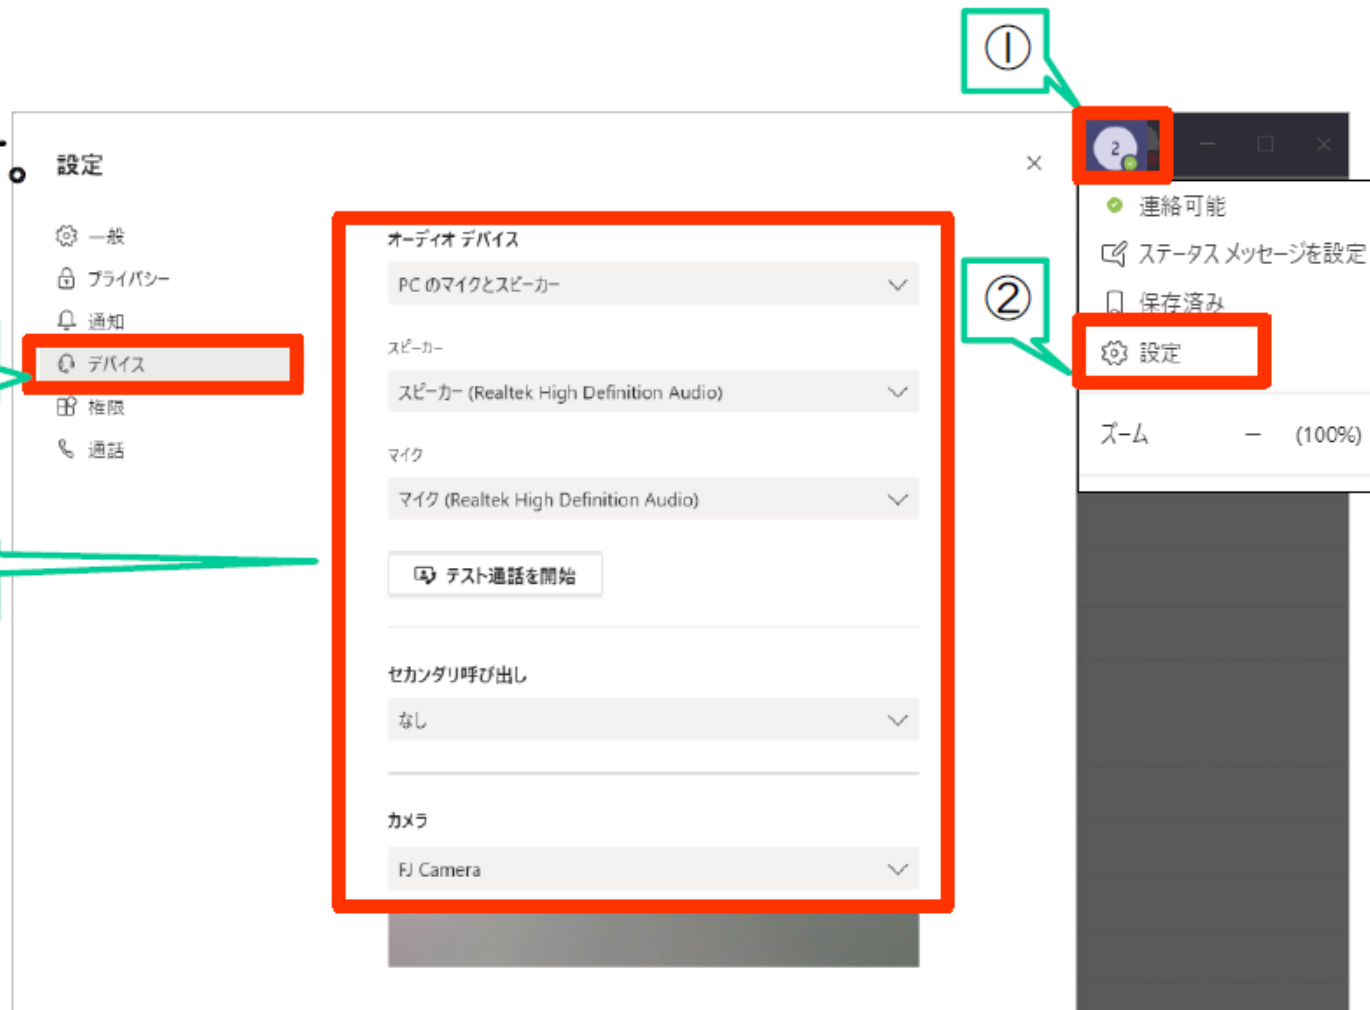 ①
。
設定
2
一般
プライバシー
通知
デバイス
権限
通話
オーディオ デバイス
PC のマイクとスピーカー
スピーカー
スピーカー (Realtek High Definition Audio)
マイク
マイク (Realtek High Definition Audio)
テスト通話を開始
セカンダリ呼び出し
なし
カメラ
FJ Camera
連絡可能
ステータス メッセージを設定
保存済み
②
設定
ズーム
— (100%)